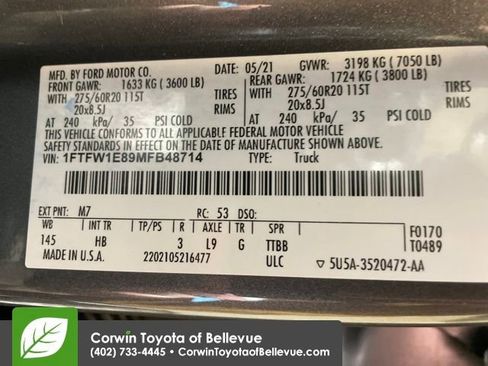 MFD. BY FORD MOTOR CO. 05/21 GVWR: 3198 KG ( 7050 LB)
FRONT GAWR: 1633 KG ( 3600 LB) REAR GAWR: 1724 KG ( 3800 LB)
WITH 275/60R20 115T TIRES WITH 275/60R20 115T TIRES
20x8.5J RIMS 20x8.5J RIMS
AT 240 kPa/ 35 PSI COLD AT 240 kPa/ 35 PSI COLD
THIS VEHICLE CONFORMS TO ALL APPLICABLE FEDERAL MOTOR VEHICLE
SAFETY STANDARDS IN EFFECT ON THE DATE OF MANUFACTURE SHOWN ABOVE.
VIN: 1FTFW1E89MFB48714 TYPE: Truck
EXT PNT: M7 RC: 53 DSO:
WB INT TR TP/PS R AXLE TR SPR F0170
145 HB 3 L9 G TTBB T0489
MADE IN U.S.A. 2202105216477 ULC ▽ 5U5A-3520472-AA
Corwin Toyota of Bellevue
(402) 733-4445 • CorwinToyotaofBellevue.com